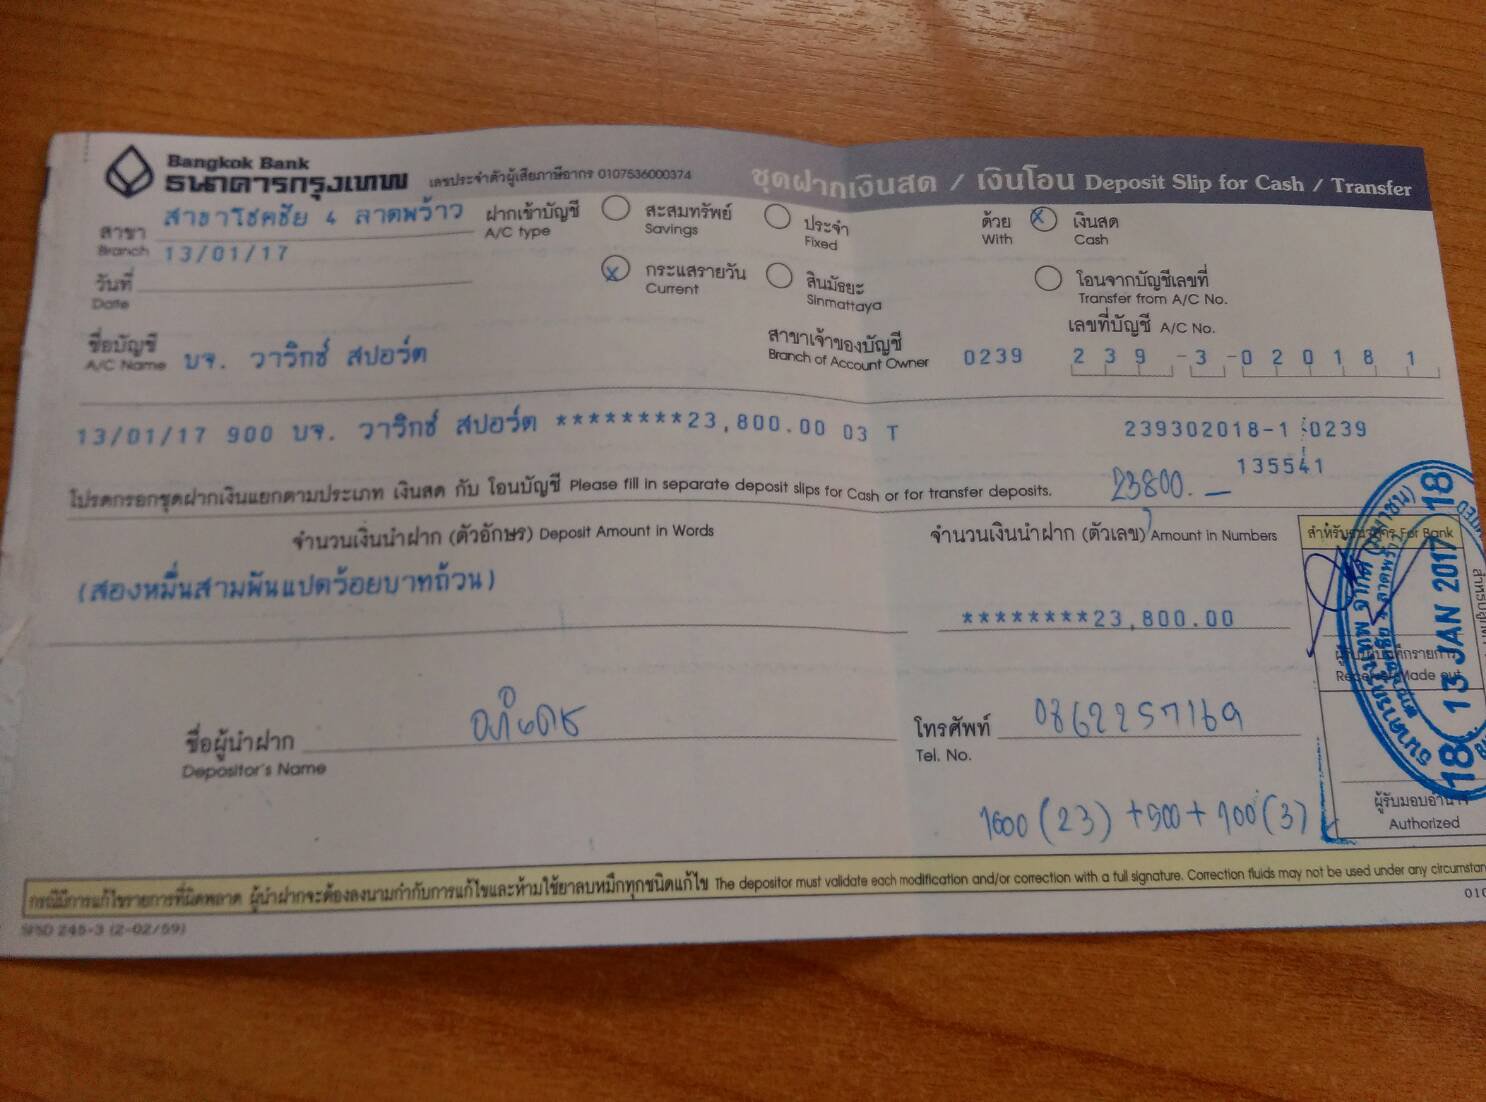 Bangkok Bank
ธนาคารกรุงเทพ เลขประจำตัวผู้เสียภาษีอากร 0107536000374
ชุดฝากเงินสด / เงินโอน Deposit Slip for Cash / Transfer
สาขา สาขาโชคชัย 4 ลาดพร้าว
Branch
วันที่ 13/01/17
Date
ฝากเข้าบัญชี
A/C type
สะสมทรัพย์
Savings
ประจำ
Fixed
x กระแสรายวัน
Current
สินมัธยะ
Sinmattaya
ด้วย
With
x เงินสด
Cash
โอนจากบัญชีเลขที่
Transfer from A/C No.
ชื่อบัญชี
A/C Name บจ. วาริกซ์ สปอร์ต
สาขาเจ้าของบัญชี
Branch of Account Owner 0239
เลขที่บัญชี A/C No.
239-3-020181
13/01/17 900 บจ. วาริกซ์ สปอร์ต ********23,800.00 03 T 239302018-1 0239
135541
โปรดกรอกชุดฝากเงินแยกตามประเภท เงินสด กับ โอนบัญชี Please fill in separate deposit slips for Cash or for transfer deposits.
23800.—
จำนวนเงินนำฝาก (ตัวอักษร) Deposit Amount in Words
(สองหมื่นสามพันแปดร้อยบาทถ้วน)
จำนวนเงินนำฝาก (ตัวเลข) Amount in Numbers
********23,800.00
สำหรับธนาคาร For Bank
ธนาคารกรุงเทพ จำกัด (มหาชน)
18 13 JAN 2017 18
ชื่อผู้นำฝาก อภิเดช
Depositor's Name
โทรศัพท์ 0862257169
Tel. No.
1000 (23) + 500 + 100 (3)
ผู้รับมอบอำนาจ
Authorized
กรณีมีการแก้ไขรายการที่ผิดพลาด ผู้นำฝากจะต้องลงนามกำกับการแก้ไขและห้ามใช้ยาลบหมึกทุกชนิดแก้ไข The depositor must validate each modification and/or correction with a full signature. Correction fluids may not be used under any
SFSD 245-3 (2-02/59)